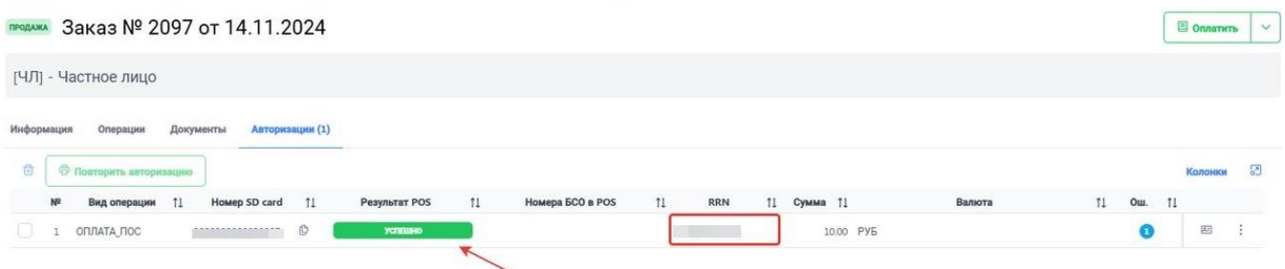 ПРОДАЖА Заказ № 2097 от 14.11.2024 Оплатить
[ЧЛ] - Частное лицо
Информация Операции Документы Авторизации (1)
Повторить авторизацию Колонки
№ Вид операции Номер SD card Результат POS Номера БСО в POS RRN Сумма Валюта Ош.
1 ОПЛАТА_ПОС УСПЕШНО 10.00 РУБ 1